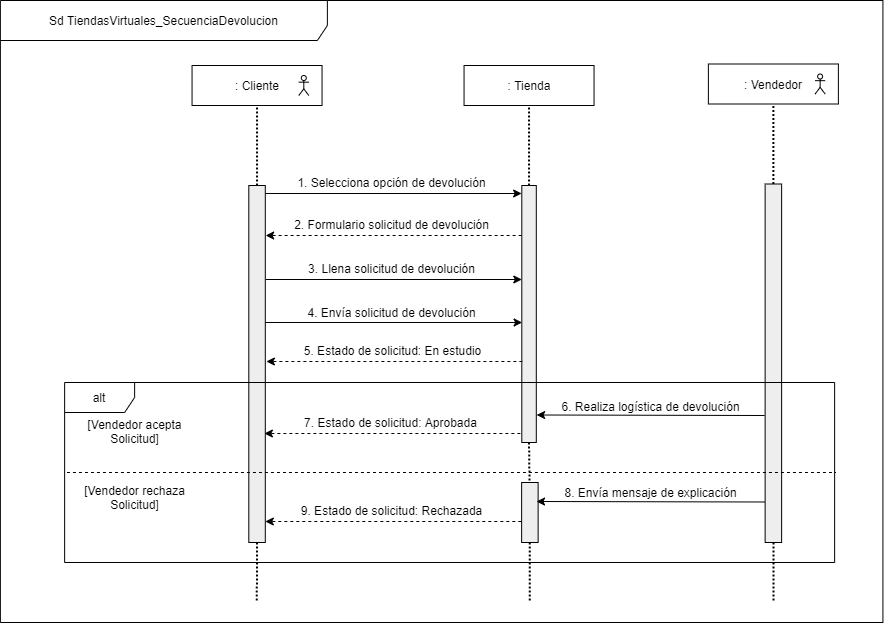 Sd TiendasVirtuales_SecuenciaDevolucion
: Cliente
: Tienda
: Vendedor
1. Selecciona opción de devolución
2. Formulario solicitud de devolución
3. Llena solicitud de devolución
4. Envía solicitud de devolución
5. Estado de solicitud: En estudio
alt
6. Realiza logística de devolución
[Vendedor acepta
Solicitud]
7. Estado de solicitud: Aprobada
[Vendedor rechaza
Solicitud]
8. Envía mensaje de explicación
9. Estado de solicitud: Rechazada